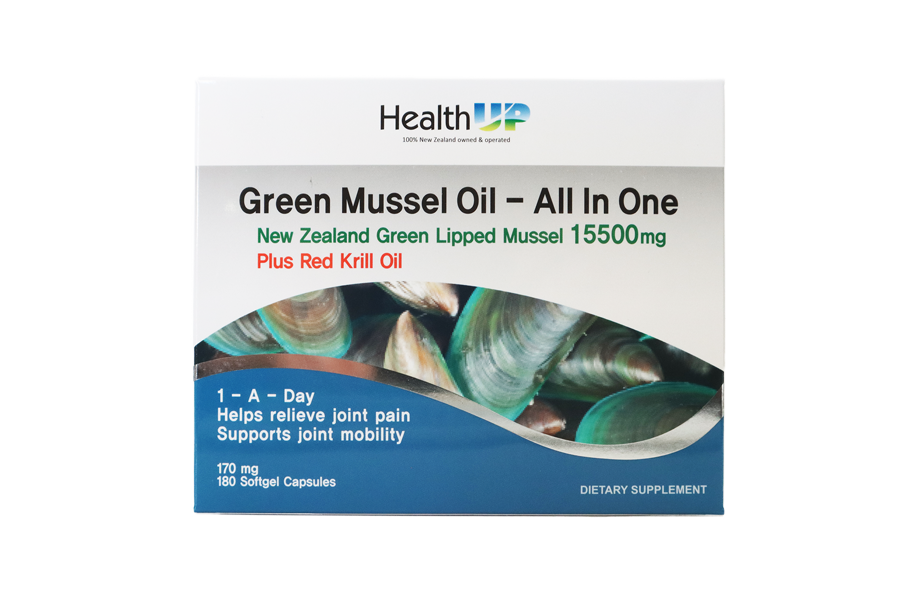 HealthUP
100% New Zealand owned & operated
Green Mussel Oil – All In One
New Zealand Green Lipped Mussel 15500mg
Plus Red Krill Oil
1 – A – Day
Helps relieve joint pain
Supports joint mobility
170 mg
180 Softgel Capsules
DIETARY SUPPLEMENT